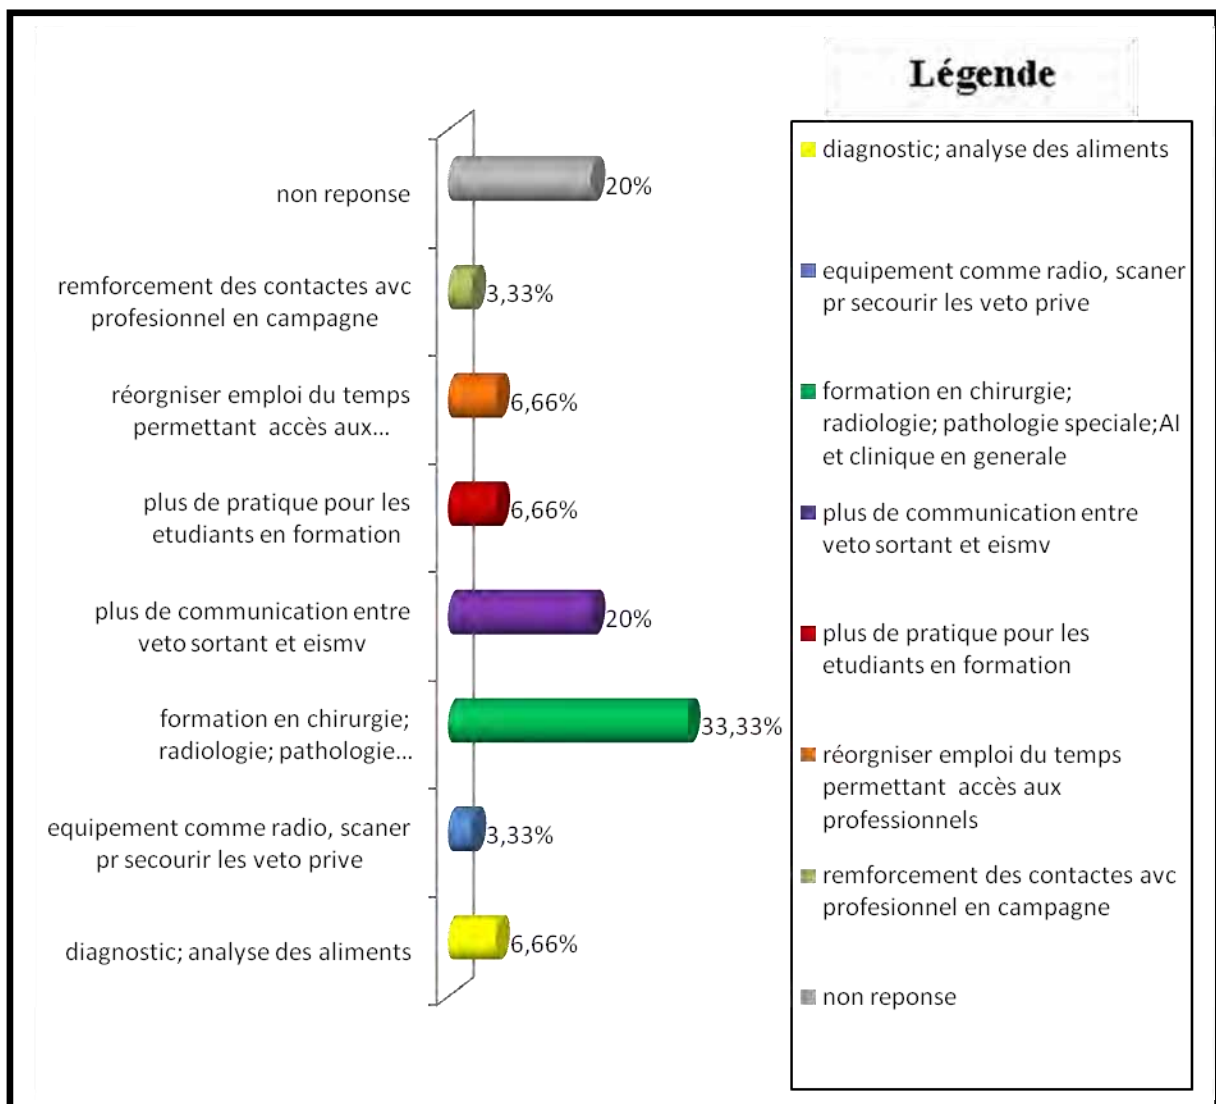 Légende
non reponse
20%
remforcement des contactes avc
profesionnel en campagne
3,33%
réorgniser emploi du temps
permettant accès aux...
6,66%
plus de pratique pour les
etudiants en formation
6,66%
plus de communication entre
veto sortant et eismv
20%
formation en chirurgie;
radiologie; pathologie...
33,33%
equipement comme radio, scaner
pr secourir les veto prive
3,33%
diagnostic; analyse des aliments
6,66%
diagnostic; analyse des aliments
equipement comme radio, scaner
pr secourir les veto prive
formation en chirurgie;
radiologie; pathologie speciale;AI
et clinique en generale
plus de communication entre
veto sortant et eismv
plus de pratique pour les
etudiants en formation
réorgniser emploi du temps
permettant accès aux
professionnels
remforcement des contactes avc
profesionnel en campagne
non reponse